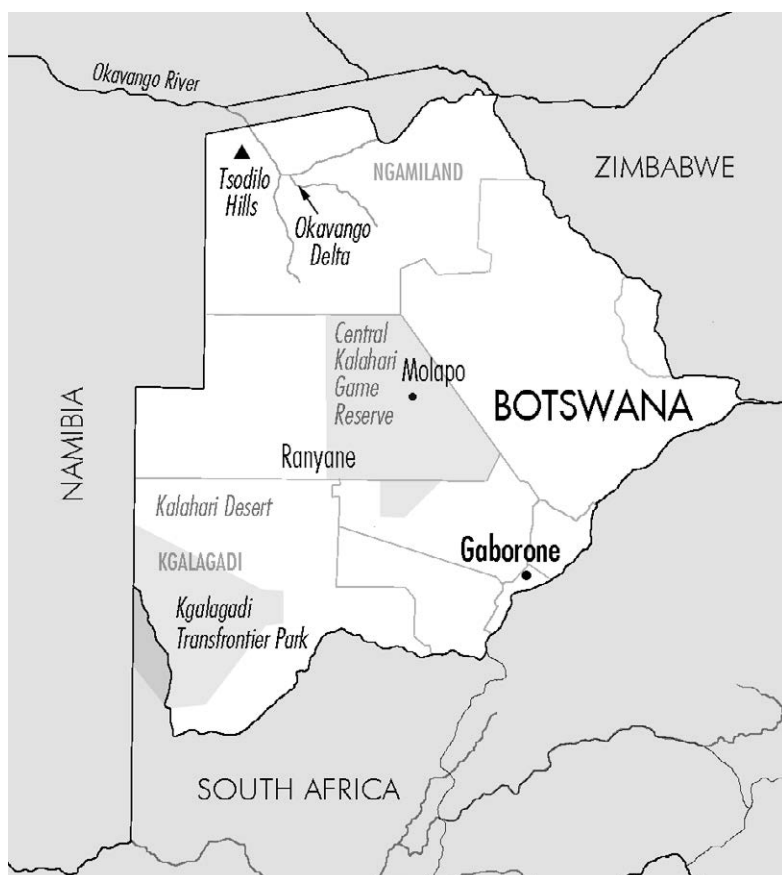 Okavango River
ZIMBABWE
NGAMILAND
Tsodilo
Hills
Okavango
Delta
Central
Kalahari
Game
Reserve
Molapo
BOTSWANA
NAMIBIA
Ranyane
Kalahari Desert
Gaborone
KGALAGADI
Kgalagadi
Transfrontier Park
SOUTH AFRICA